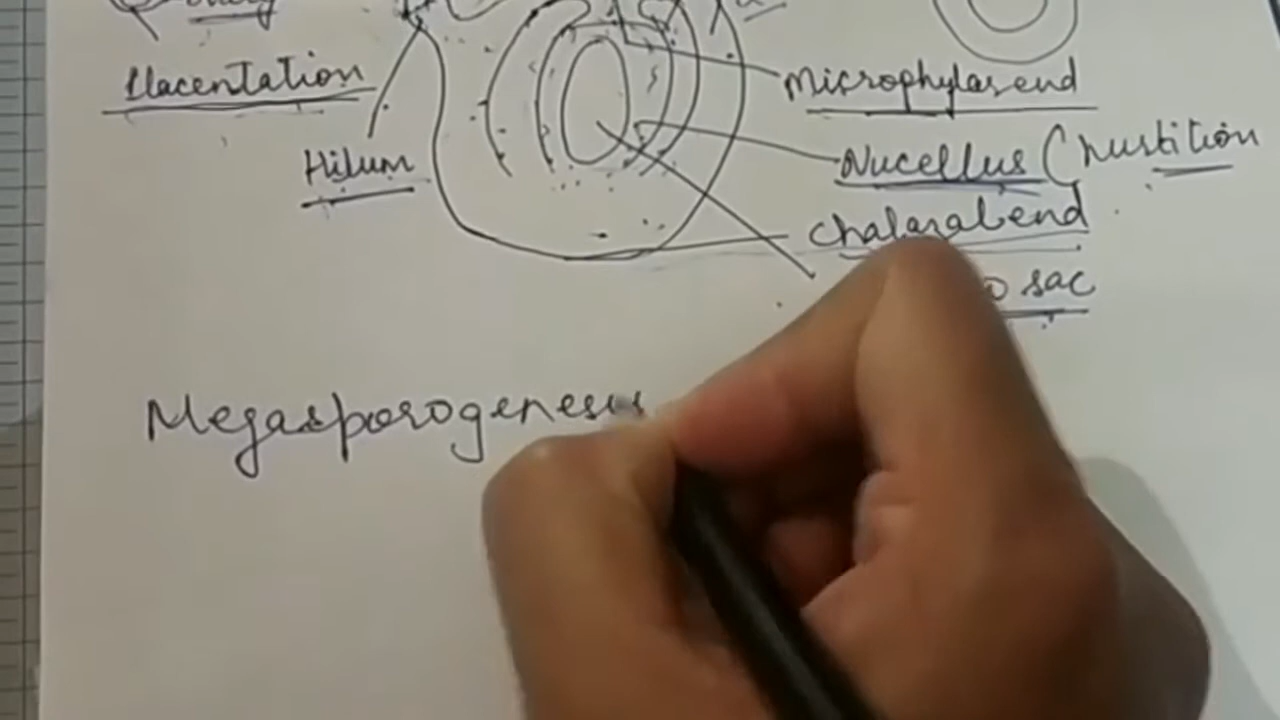 Placentation
Microphylar end
Hilum
Nucellus (nutrition
chalazal end
sac
Megasporogenesis